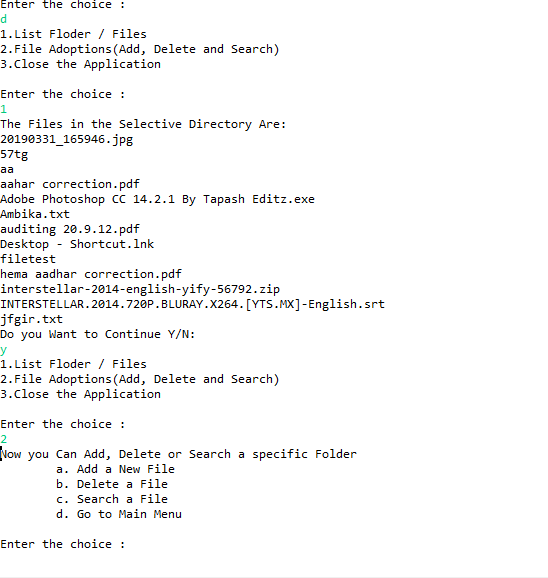 Enter the choice :
d
1.List Floder / Files
2.File Adoptions(Add, Delete and Search)
3.Close the Application
Enter the choice :
1
The Files in the Selective Directory Are:
20190331_165946.jpg
57tg
aa
aahar correction.pdf
Adobe Photoshop CC 14.2.1 By Tapash Editz.exe
Ambika.txt
auditing 20.9.12.pdf
Desktop - Shortcut.lnk
filetest
hema aadhar correction.pdf
interstellar-2014-english-yify-56792.zip
INTERSTELLAR.2014.720P.BLURAY.X264.[YTS.MX]-English.srt
jfgir.txt
Do you Want to Continue Y/N:
y
1.List Floder / Files
2.File Adoptions(Add, Delete and Search)
3.Close the Application
Enter the choice :
2
Now you Can Add, Delete or Search a specific Folder
a. Add a New File
b. Delete a File
c. Search a File
d. Go to Main Menu
Enter the choice :